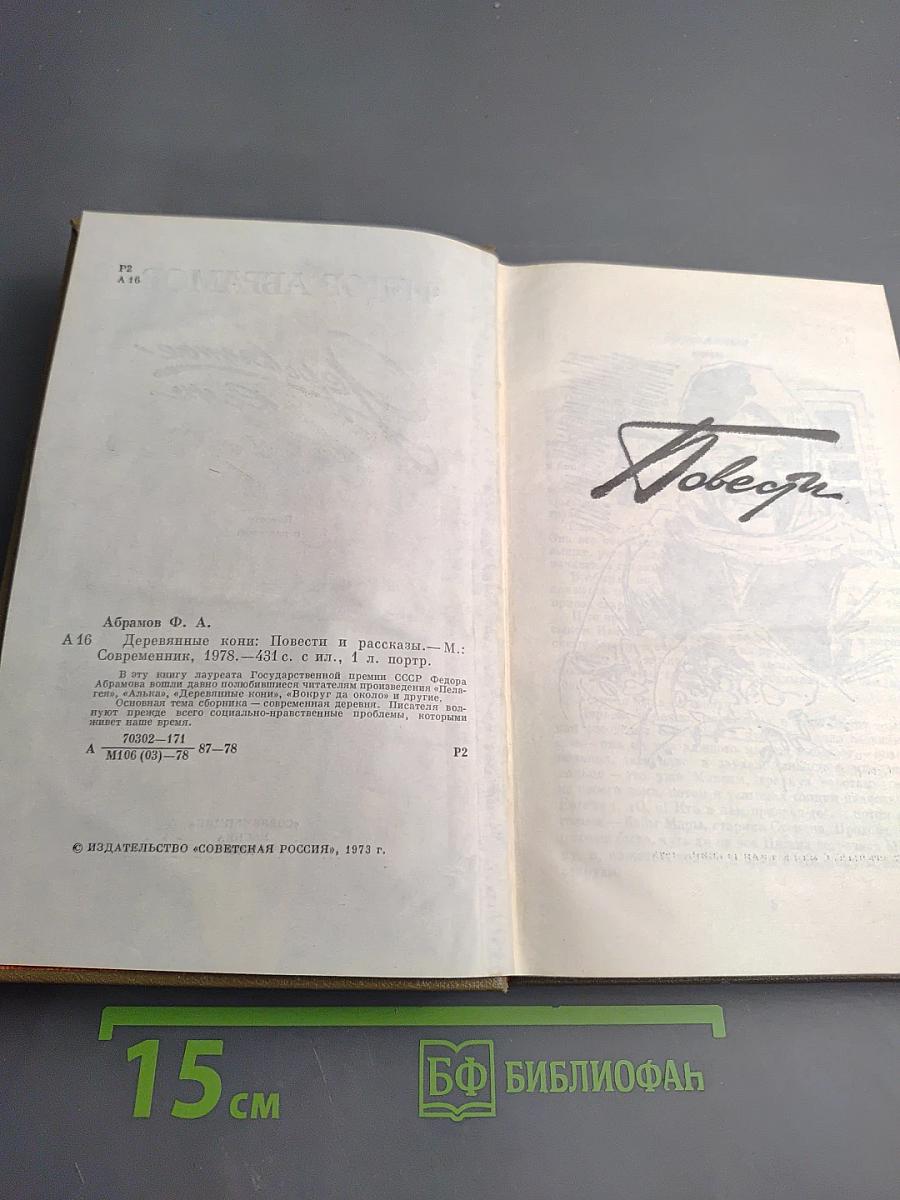 Р2
А 16
Абрамов Ф. А.
А 16 Деревянные кони: Повести и рассказы.— М.:
Современник, 1978.—431 с. с ил., 1 л. портр.
В эту книгу лауреата Государственной премии СССР Федора
Абрамова вошли давно полюбившиеся читателям произведения «Пела-
гея», «Алька», «Деревянные кони», «Вокруг да около» и другие.
Основная тема сборника — современная деревня. Писателя вол-
нуют прежде всего социально-нравственные проблемы, которыми
живет наше время.
А 70302—171
М106 (03)—78 87—78 Р2
© ИЗДАТЕЛЬСТВО «СОВЕТСКАЯ РОССИЯ», 1973 г.
Повести
15 см
БФ БИБЛИОФАН